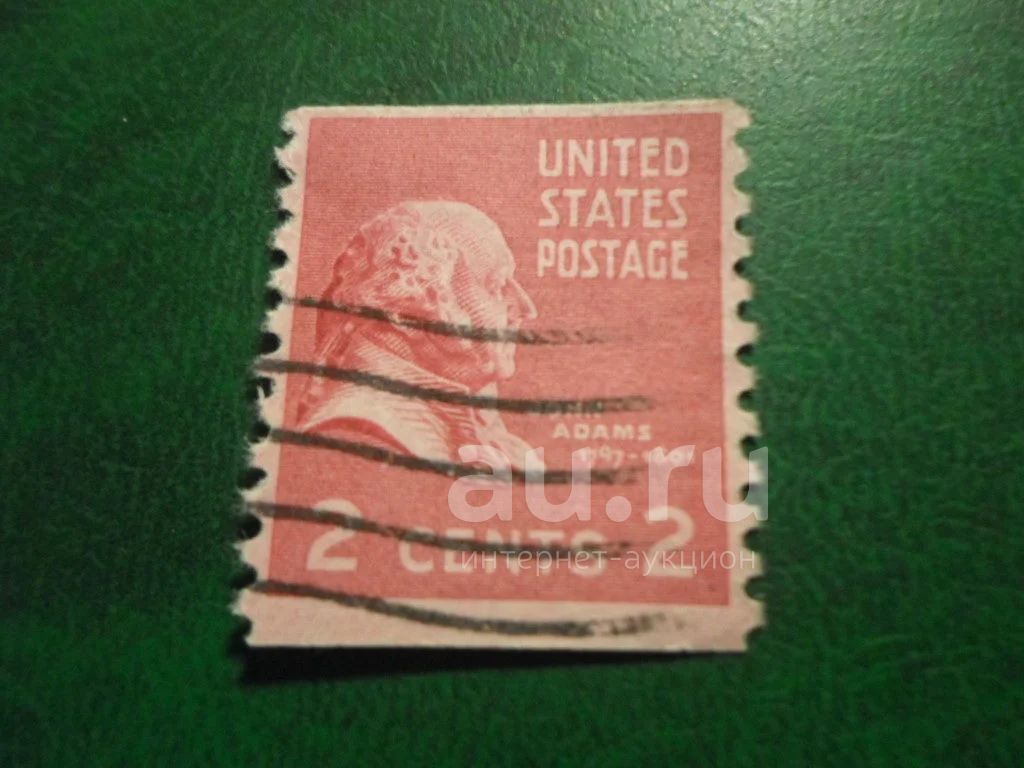 UNITED
STATES
POSTAGE
ADAMS
2 CENTS 2
au.ru
интернет-аукцион